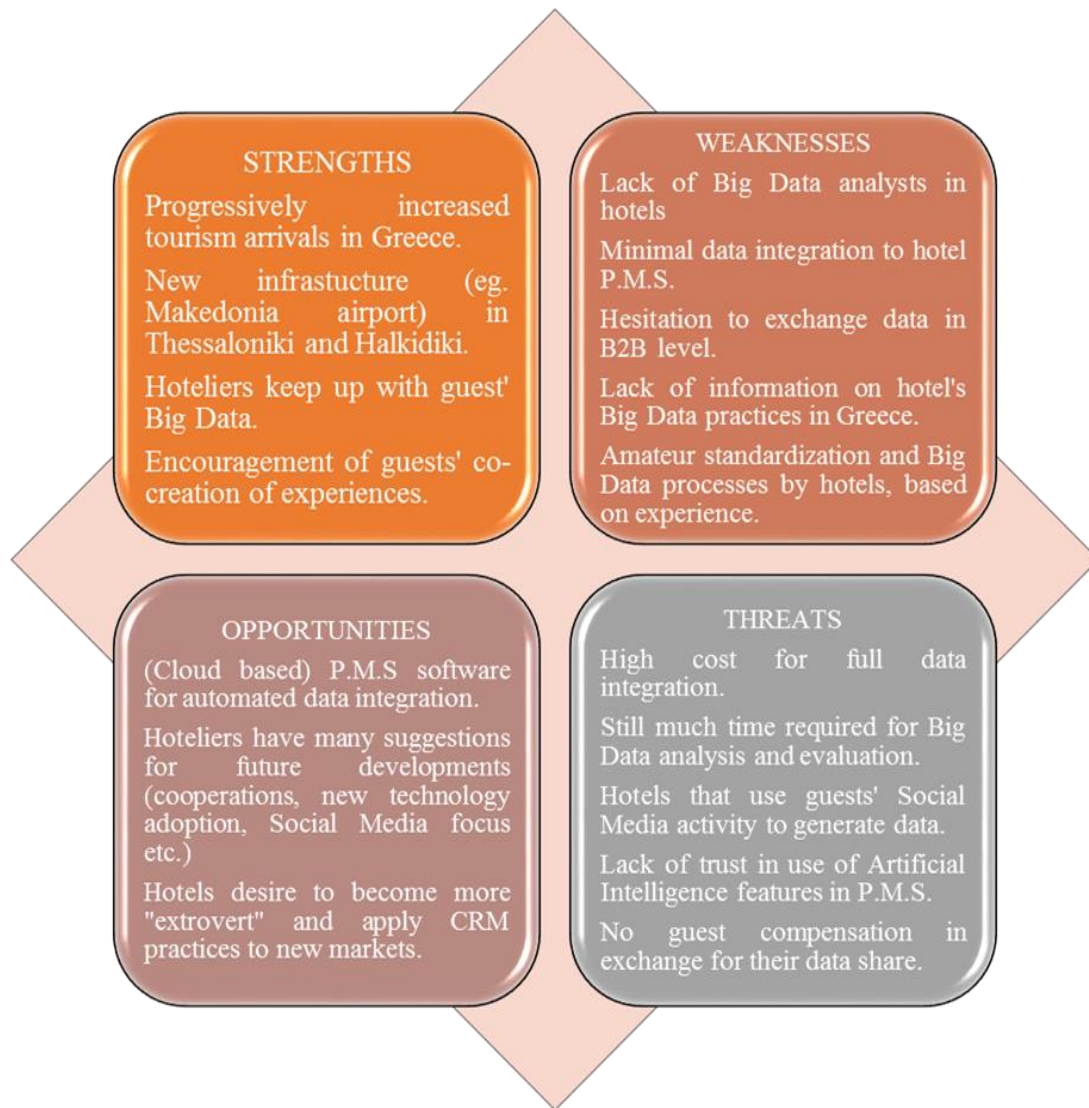 STRENGTHS
Progressively increased
tourism arrivals in Greece.
New infrastucture (eg.
Makedonia airport) in
Thessaloniki and Halkidiki.
Hoteliers keep up with guest'
Big Data.
Encouragement of guests' co-
creation of experiences.
WEAKNESSES
Lack of Big Data analysts in
hotels
Minimal data integration to hotel
P.M.S.
Hesitation to exchange data in
B2B level.
Lack of information on hotel's
Big Data practices in Greece.
Amateur standardization and Big
Data processes by hotels, based
on experience.
OPPORTUNITIES
(Cloud based) P.M.S software
for automated data integration.
Hoteliers have many suggestions
for future developments
(cooperations, new technology
adoption, Social Media focus
etc.)
Hotels desire to become more
"extrovert" and apply CRM
practices to new markets.
THREATS
High cost for full data
integration.
Still much time required for Big
Data analysis and evaluation.
Hotels that use guests' Social
Media activity to generate data.
Lack of trust in use of Artificial
Intelligence features in P.M.S.
No guest compensation in
exchange for their data share.